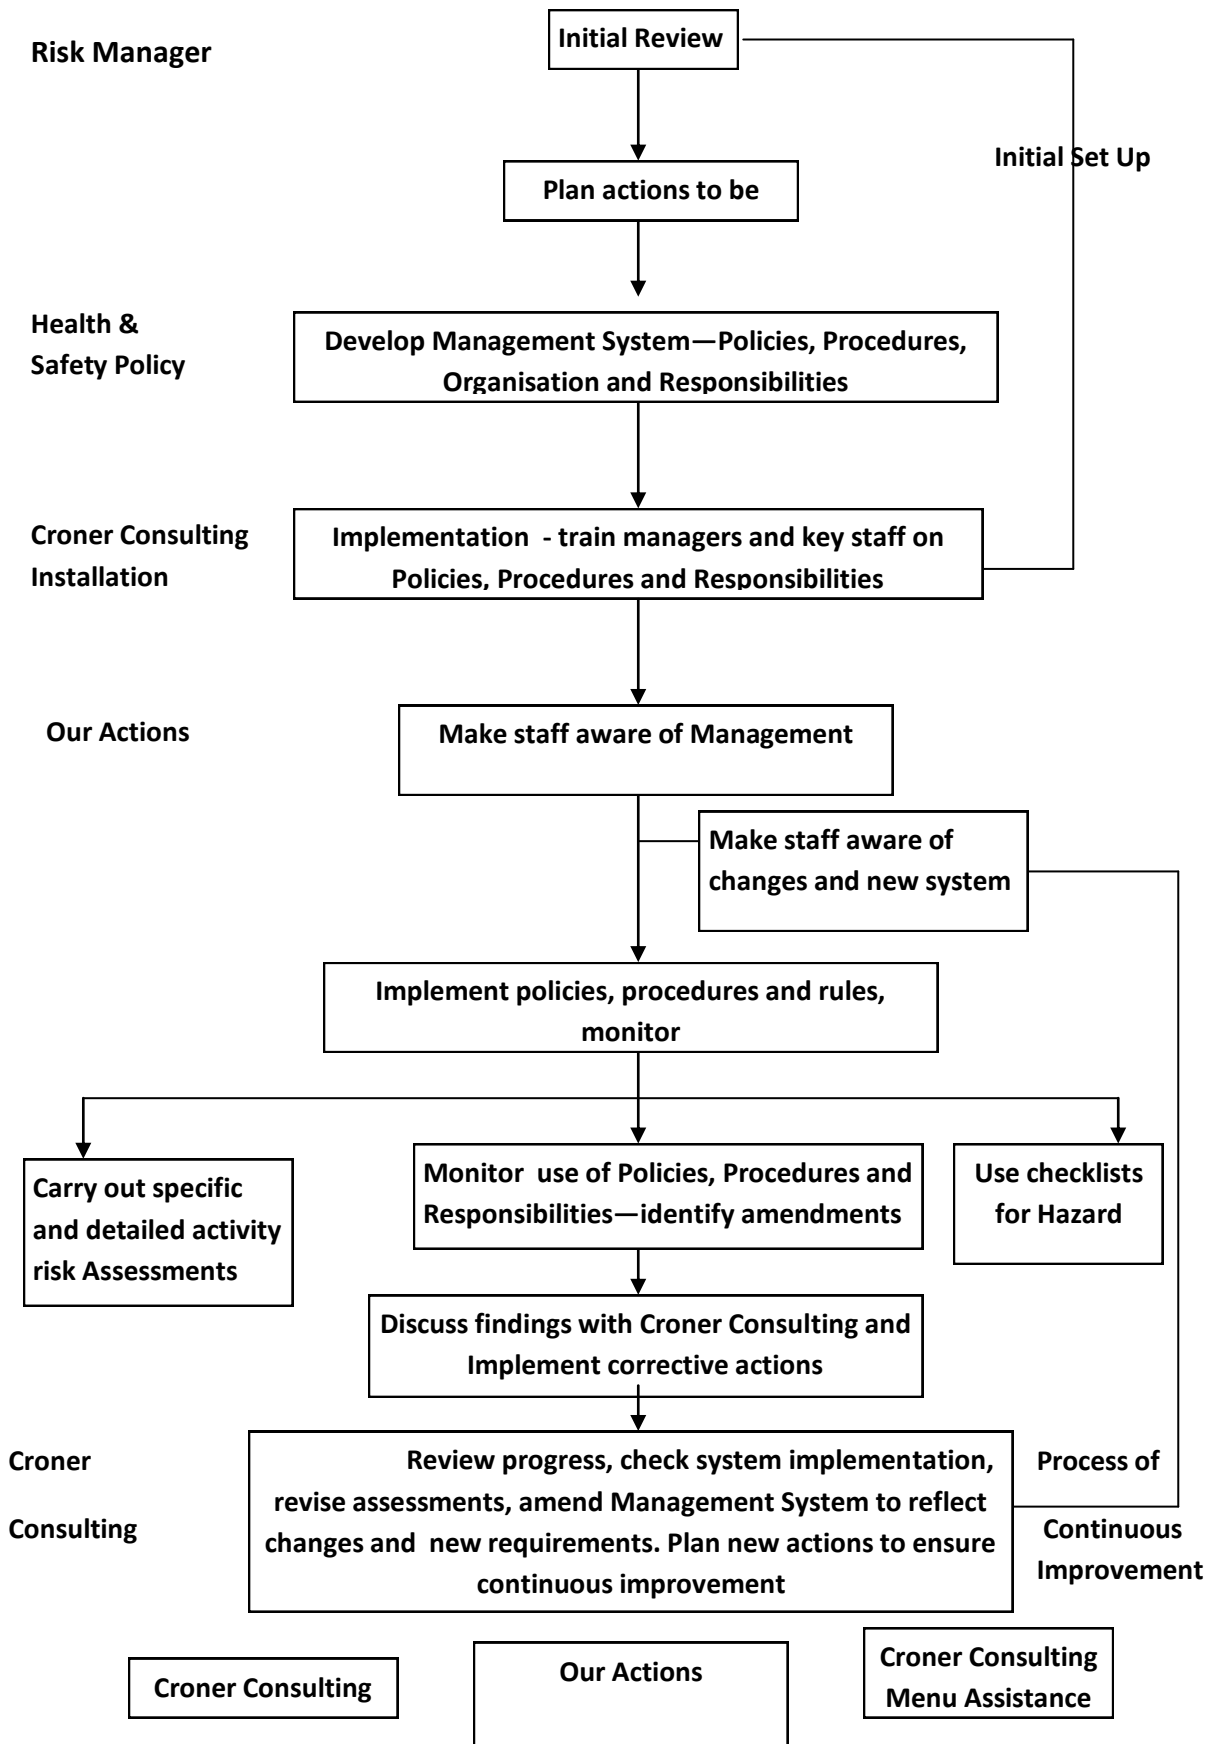 Risk Manager
Initial Review
Initial Set Up
Plan actions to be
Health &
Safety Policy
Develop Management System—Policies, Procedures,
Organisation and Responsibilities
Croner Consulting
Installation
Implementation - train managers and key staff on
Policies, Procedures and Responsibilities
Our Actions
Make staff aware of Management
Make staff aware of
changes and new system
Implement policies, procedures and rules,
monitor
Carry out specific
and detailed activity
risk Assessments
Monitor use of Policies, Procedures and
Responsibilities—identify amendments
Use checklists
for Hazard
Discuss findings with Croner Consulting and
Implement corrective actions
Croner
Consulting
Review progress, check system implementation,
revise assessments, amend Management System to reflect
changes and new requirements. Plan new actions to ensure
continuous improvement
Process of
Continuous
Improvement
Croner Consulting
Our Actions
Croner Consulting
Menu Assistance